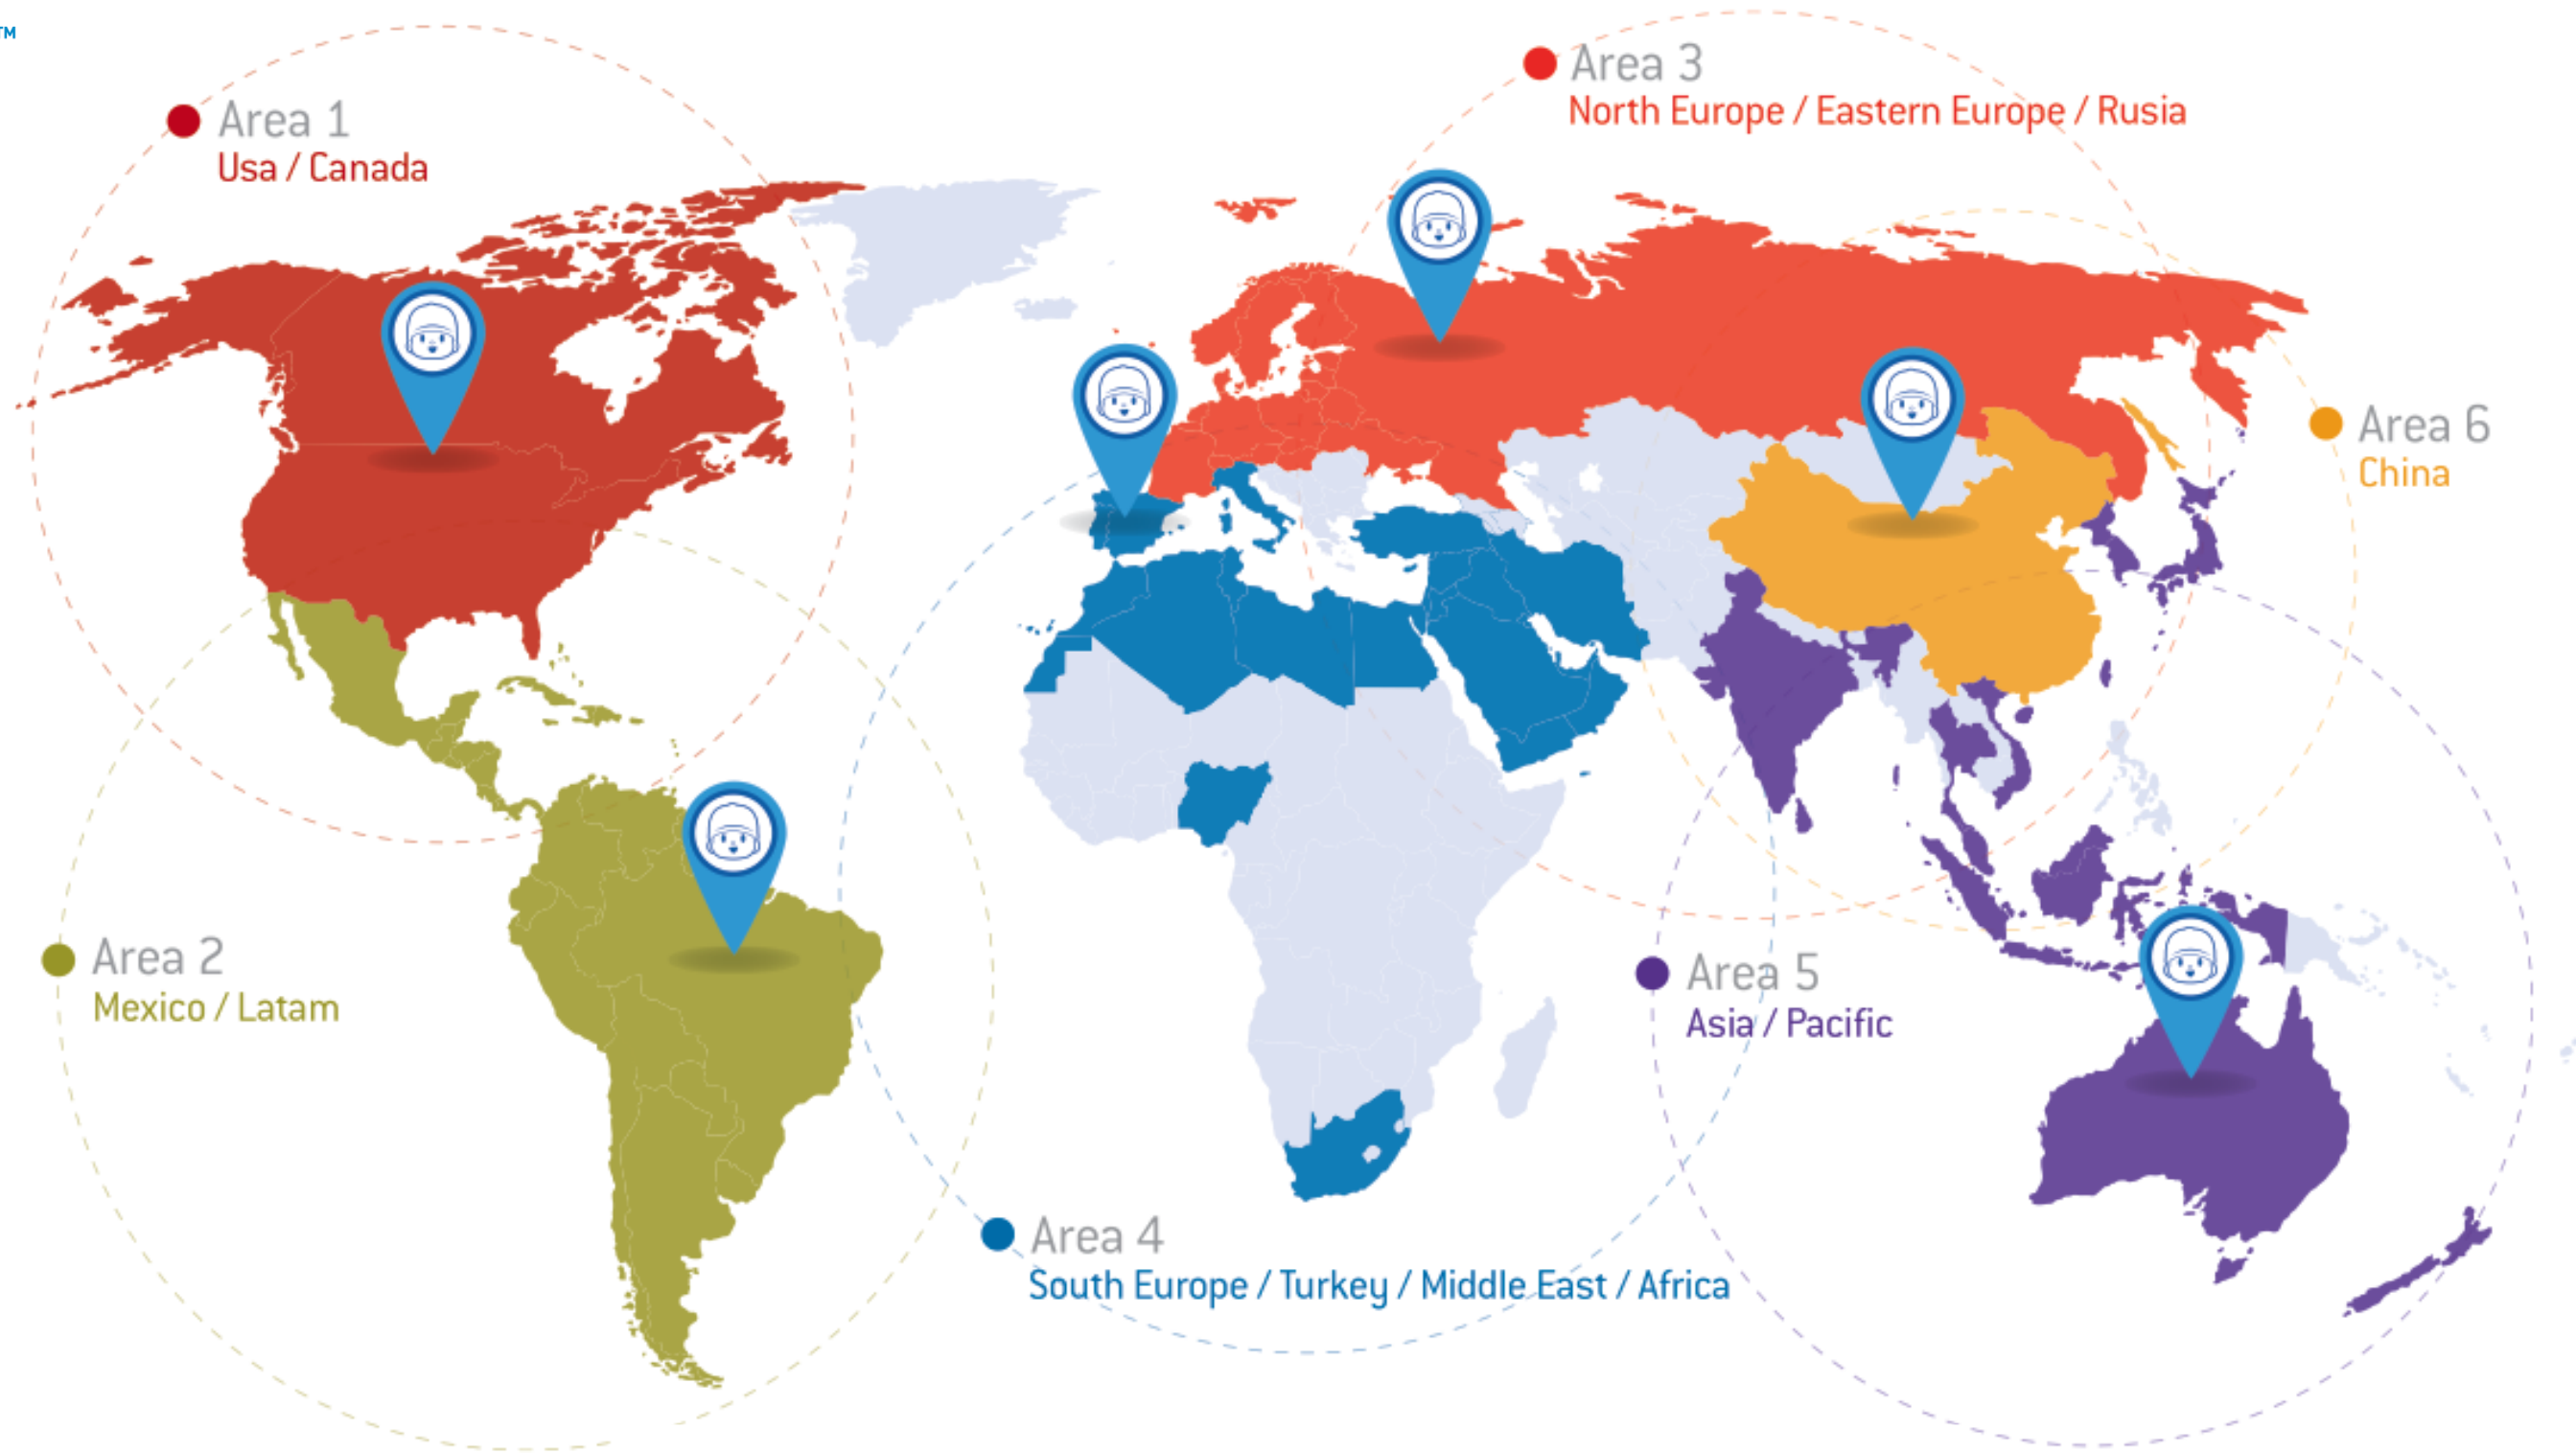 TM
Area 1
Usa / Canada
Area 3
North Europe / Eastern Europe / Rusia
Area 6
China
Area 2
Mexico / Latam
Area 5
Asia / Pacific
Area 4
South Europe / Turkey / Middle East / Africa